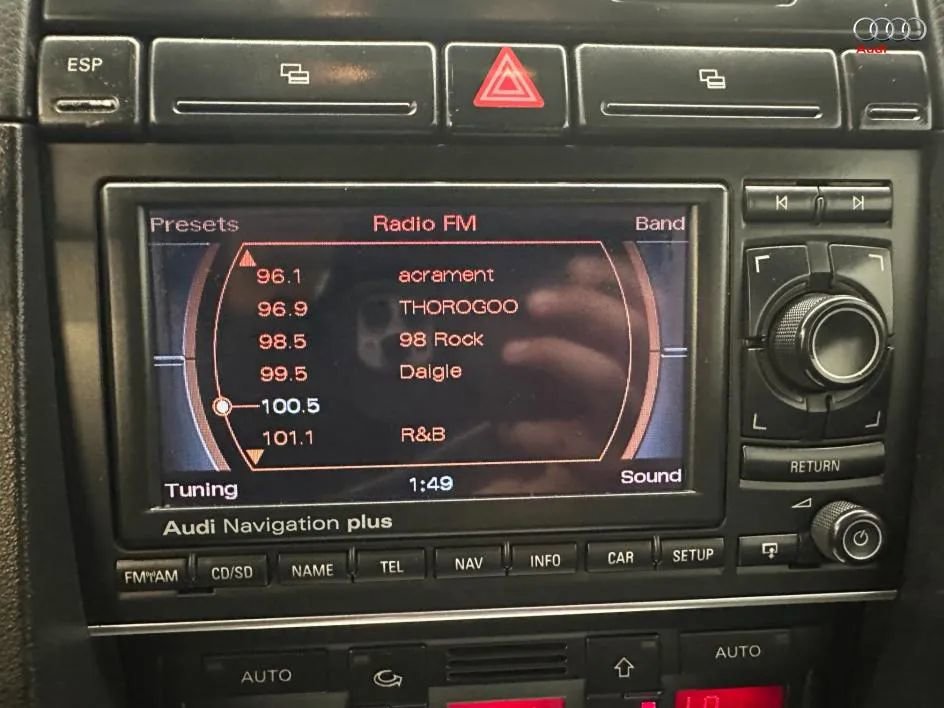 Audi
ESP
Presets Radio FM Band
96.1 acrament
96.9 THOROGOO
98.5 98 Rock
99.5 Daigle
100.5
101.1 R&B
Tuning 1:49 Sound
RETURN
Audi Navigation plus
FM AM CD/SD NAME TEL NAV INFO CAR SETUP
AUTO AUTO